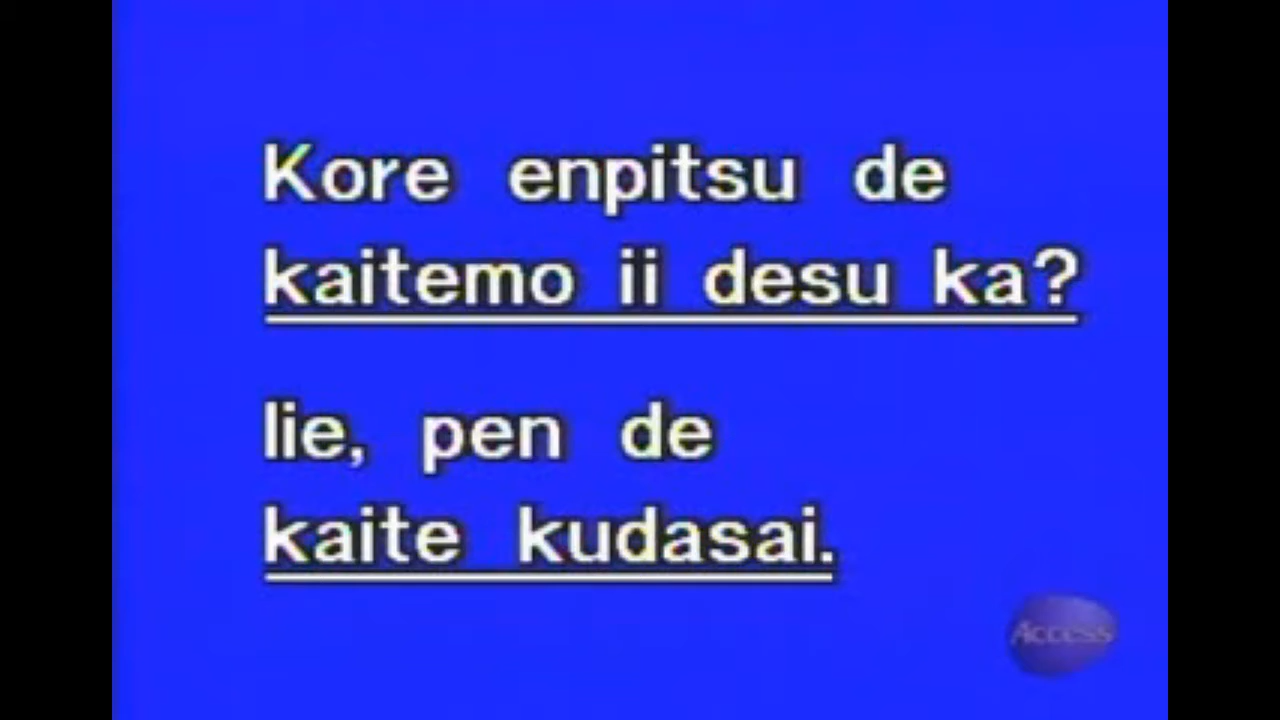 Kore enpitsu de
kaitemo ii desu ka?
Iie, pen de
kaite kudasai.
Access